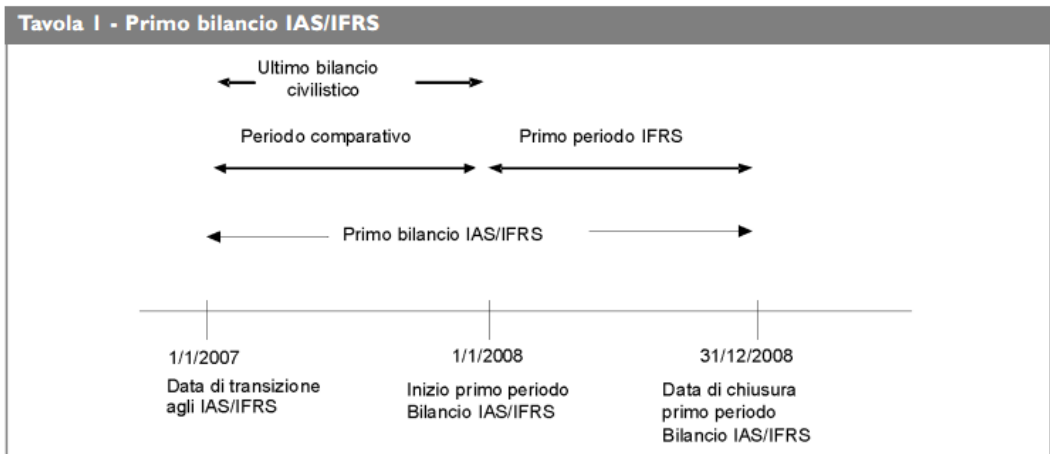 Tavola 1 - Primo bilancio IAS/IFRS
Ultimo bilancio
civilistico
Periodo comparativo
Primo periodo IFRS
Primo bilancio IAS/IFRS
1/1/2007
1/1/2008
31/12/2008
Data di transizione
agli IAS/IFRS
Inizio primo periodo
Bilancio IAS/IFRS
Data di chiusura
primo periodo
Bilancio IAS/IFRS